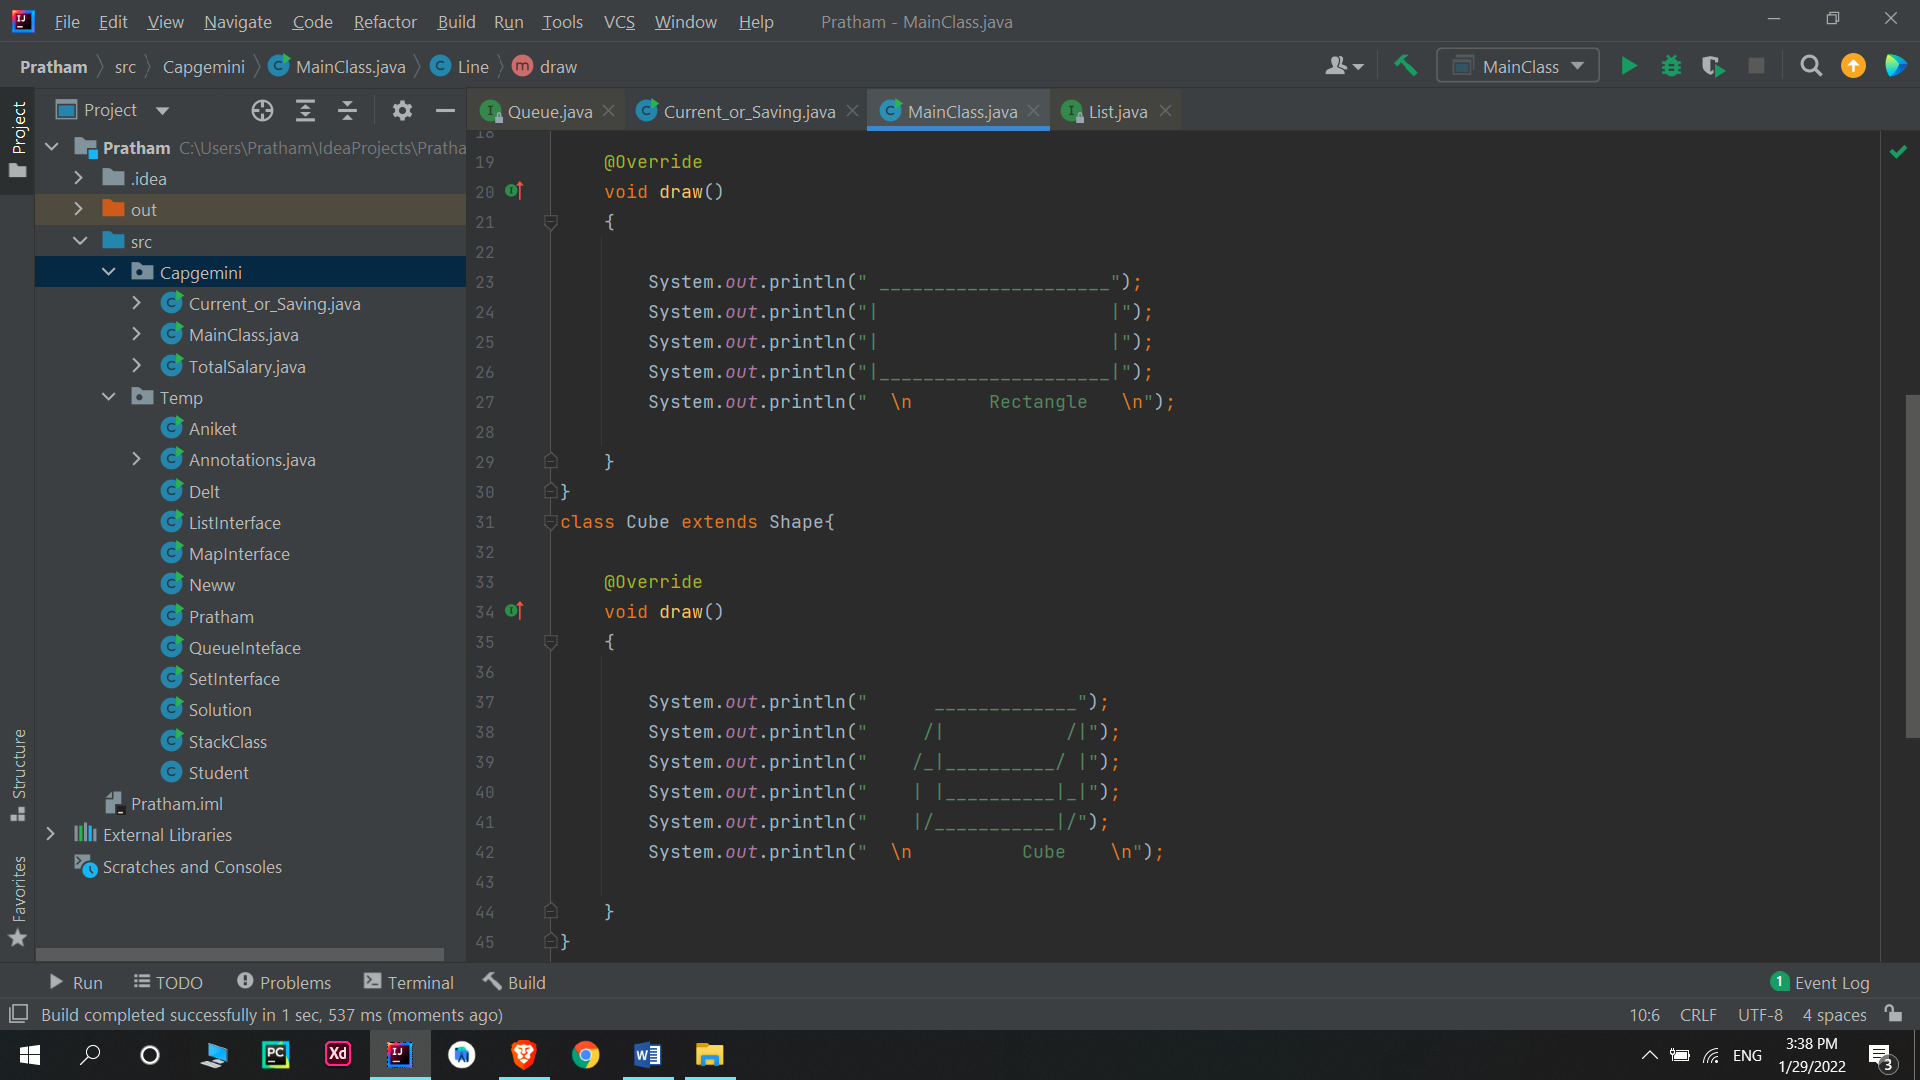 File Edit View Navigate Code Refactor Build Run Tools VCS Window Help Pratham - MainClass.java
Pratham src Capgemini MainClass.java Line draw MainClass
Project Queue.java Current_or_Saving.java MainClass.java List.java
Project
Pratham C:\Users\Pratham\IdeaProjects\Pratha
.idea
out
src
Capgemini
Current_or_Saving.java
MainClass.java
TotalSalary.java
Temp
Aniket
Annotations.java
Delt
ListInterface
MapInterface
Neww
Pratham
QueueInteface
SetInterface
Solution
StackClass
Student
Pratham.iml
External Libraries
Scratches and Consoles
Structure
Favorites
18
19     @Override
20     void draw()
21     {
22
23         System.out.println(" _____________________");
24         System.out.println("|                     |");
25         System.out.println("|                     |");
26         System.out.println("|_____________________|");
27         System.out.println("  \n       Rectangle   \n");
28
29     }
30 }
31 class Cube extends Shape{
32
33     @Override
34     void draw()
35     {
36
37         System.out.println("      _____________");
38         System.out.println("     /|           /|");
39         System.out.println("    /_|__________/ |");
40         System.out.println("    | |__________|_|");
41         System.out.println("    |/___________|/");
42         System.out.println("  \n          Cube    \n");
43
44     }
45 }
Run TODO Problems Terminal Build 1 Event Log
Build completed successfully in 1 sec, 537 ms (moments ago) 10:6 CRLF UTF-8 4 spaces
PC Xd IJ ENG 3:38 PM
1/29/2022 3